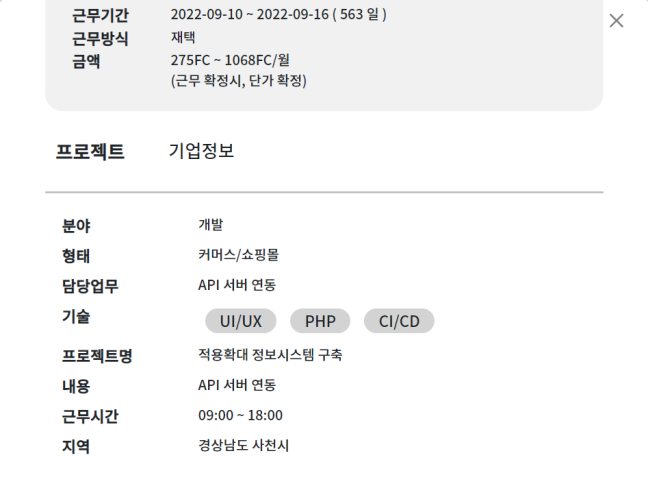 근무기간 2022-09-10 ~ 2022-09-16 ( 563 일 )
근무방식 재택
금액 275FC ~ 1068FC/월
(근무 확정시, 단가 확정)
프로젝트 기업정보
분야 개발
형태 커머스/쇼핑몰
담당업무 API 서버 연동
기술 UI/UX PHP CI/CD
프로젝트명 적용확대 정보시스템 구축
내용 API 서버 연동
근무시간 09:00 ~ 18:00
지역 경상남도 사천시